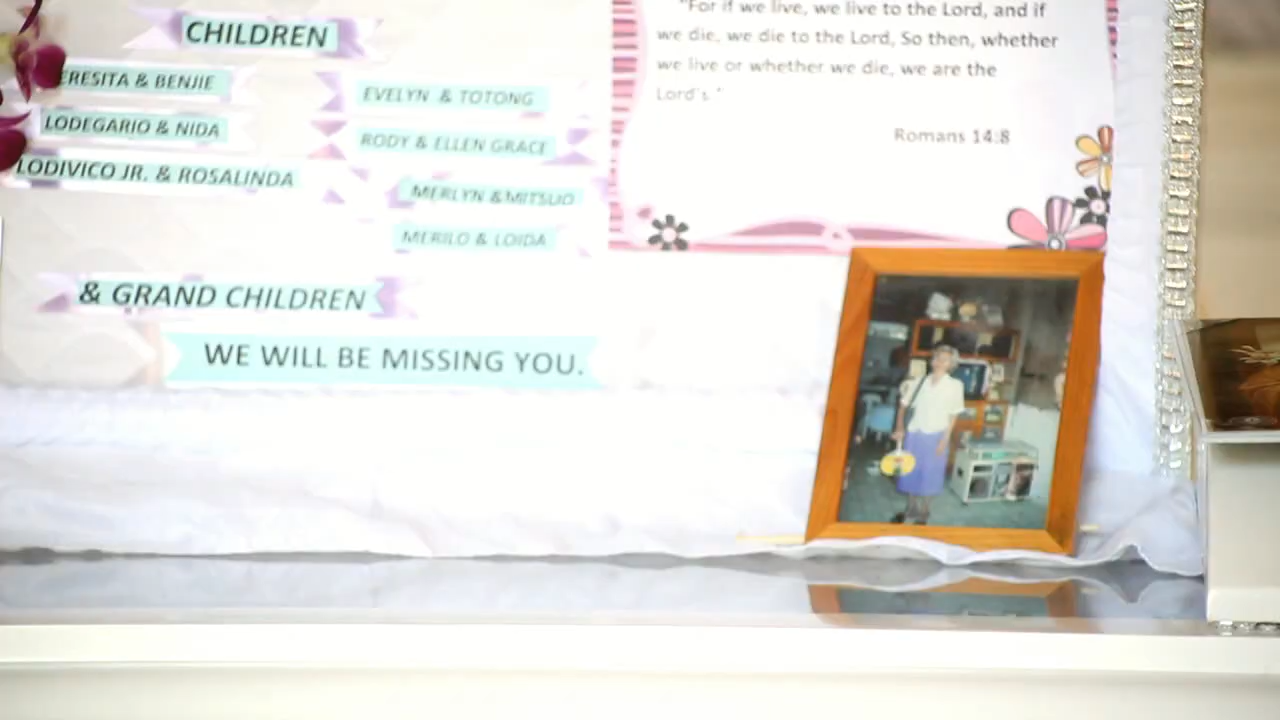 CHILDREN
ERESITA & BENJIE
LODEGARIO & NIDA
LODIVICO JR. & ROSALINDA
EVELYN & TOTONG
RODY & ELLEN GRACE
MERLYN & MITSUO
MERILO & LOIDA
& GRAND CHILDREN
WE WILL BE MISSING YOU.
"For if we live, we live to the Lord, and if
we die, we die to the Lord, So then, whether
we live or whether we die, we are the
Lord's."
Romans 14:8